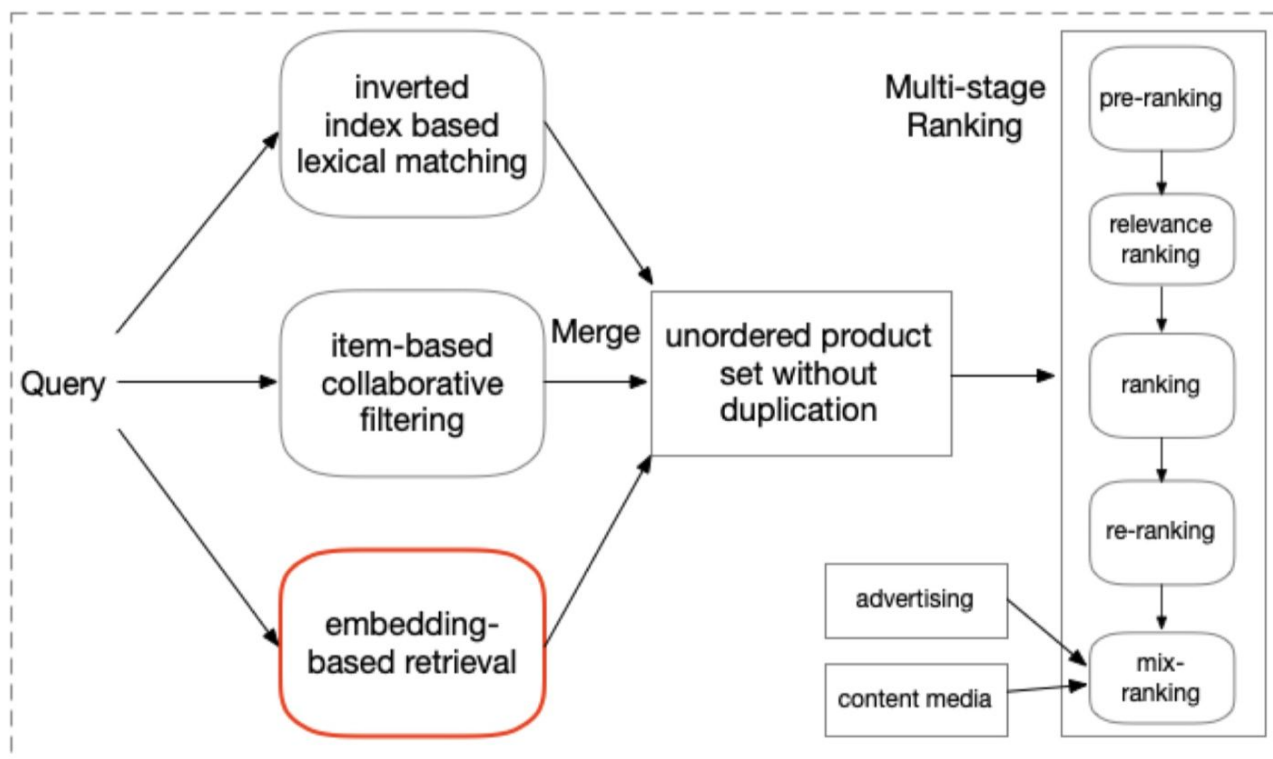 Query
inverted
index based
lexical matching
item-based
collaborative
filtering
embedding-
based retrieval
Merge
unordered product
set without
duplication
Multi-stage
Ranking
pre-ranking
relevance
ranking
ranking
re-ranking
mix-
ranking
advertising
content media